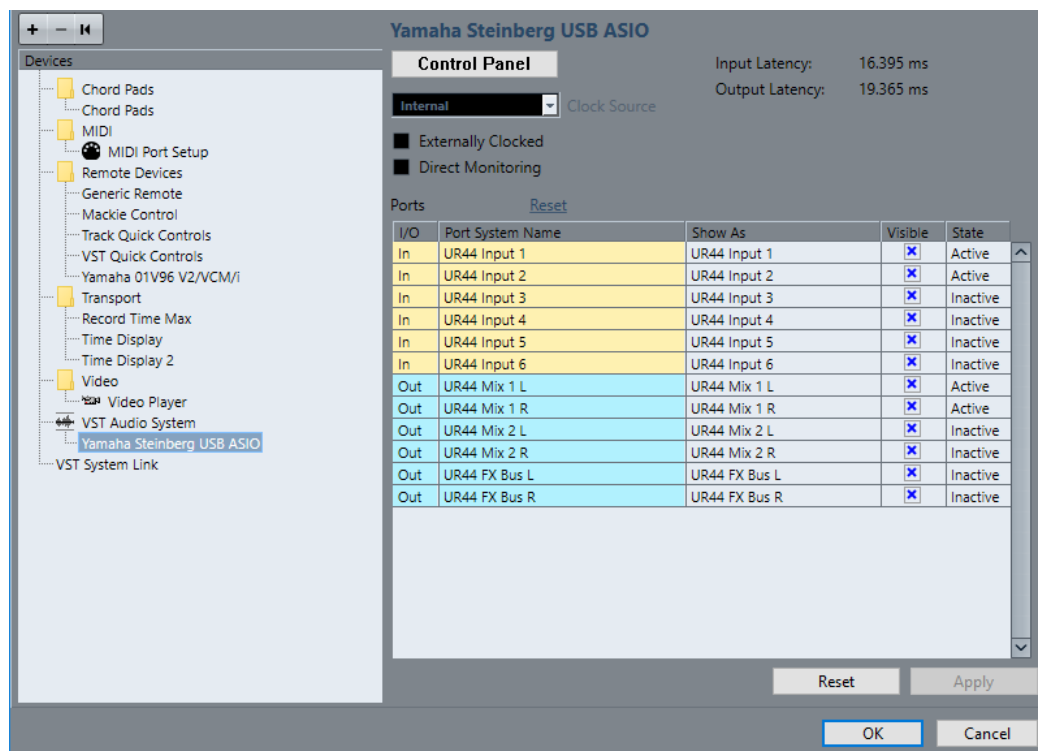 Yamaha Steinberg USB ASIO
Devices
Chord Pads
Chord Pads
MIDI
MIDI Port Setup
Remote Devices
Generic Remote
Mackie Control
Track Quick Controls
VST Quick Controls
Yamaha 01V96 V2/VCM/i
Transport
Record Time Max
Time Display
Time Display 2
Video
Video Player
VST Audio System
Yamaha Steinberg USB ASIO
VST System Link
Control Panel
Input Latency: 16.395 ms
Output Latency: 19.365 ms
Internal Clock Source
Externally Clocked
Direct Monitoring
Ports Reset
I/O Port System Name Show As Visible State
In UR44 Input 1 UR44 Input 1 Active
In UR44 Input 2 UR44 Input 2 Active
In UR44 Input 3 UR44 Input 3 Inactive
In UR44 Input 4 UR44 Input 4 Inactive
In UR44 Input 5 UR44 Input 5 Inactive
In UR44 Input 6 UR44 Input 6 Inactive
Out UR44 Mix 1 L UR44 Mix 1 L Active
Out UR44 Mix 1 R UR44 Mix 1 R Active
Out UR44 Mix 2 L UR44 Mix 2 L Inactive
Out UR44 Mix 2 R UR44 Mix 2 R Inactive
Out UR44 FX Bus L UR44 FX Bus L Inactive
Out UR44 FX Bus R UR44 FX Bus R Inactive
Reset Apply
OK Cancel